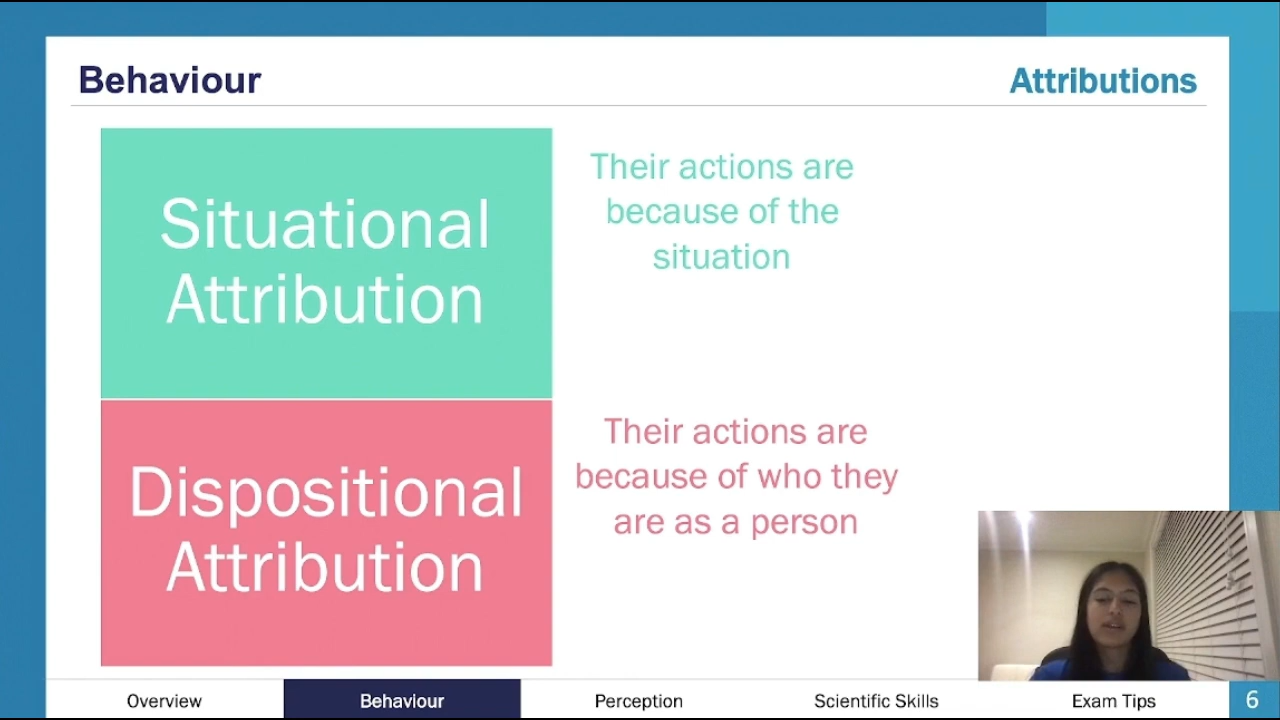 Behaviour
Attributions
Situational
Attribution
Their actions are
because of the
situation
Dispositional
Attribution
Their actions are
because of who they
are as a person
Overview
Behaviour
Perception
Scientific Skills
Exam Tips
6